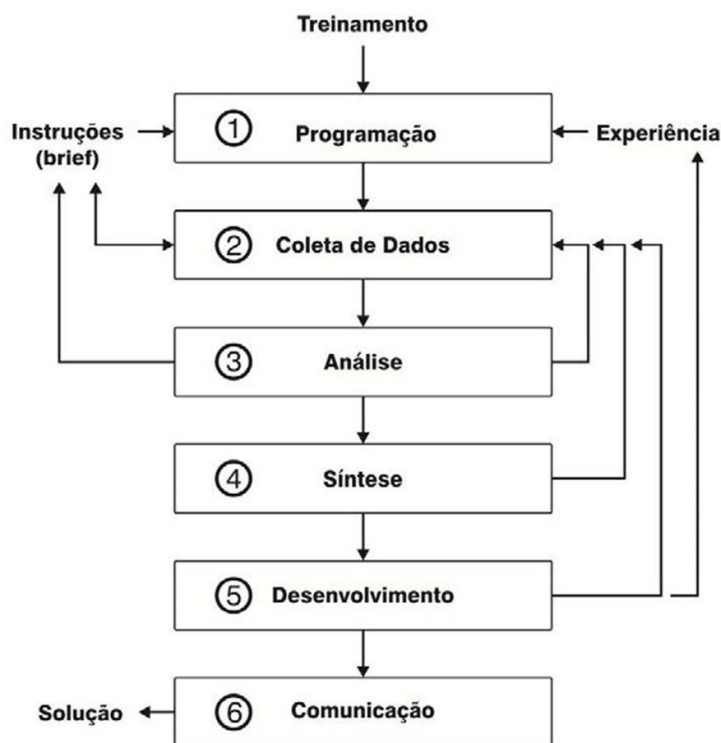 Treinamento
Instruções
(brief)
1 Programação
Experiência
2 Coleta de Dados
3 Análise
4 Síntese
5 Desenvolvimento
Solução
6 Comunicação